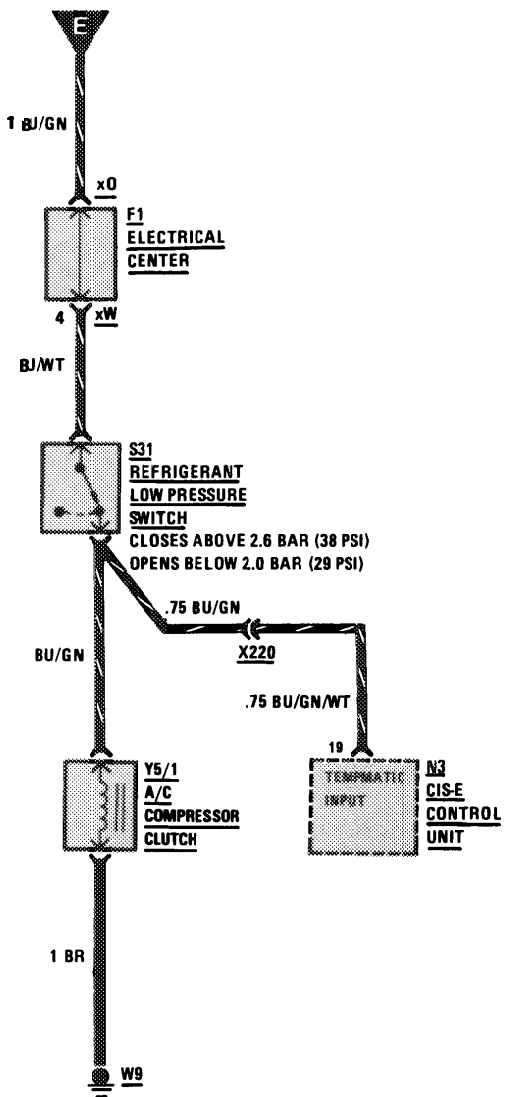 E
1 BU/GN
xO
F1
ELECTRICAL
CENTER
4 xW
BU/WT
S31
REFRIGERANT
LOW PRESSURE
SWITCH
CLOSES ABOVE 2.6 BAR (38 PSI)
OPENS BELOW 2.0 BAR (29 PSI)
.75 BU/GN
BU/GN
X220
.75 BU/GN/WT
19
TEMPMATIC
INPUT
N3
CIS-E
CONTROL
UNIT
Y5/1
A/C
COMPRESSOR
CLUTCH
1 BR
W9